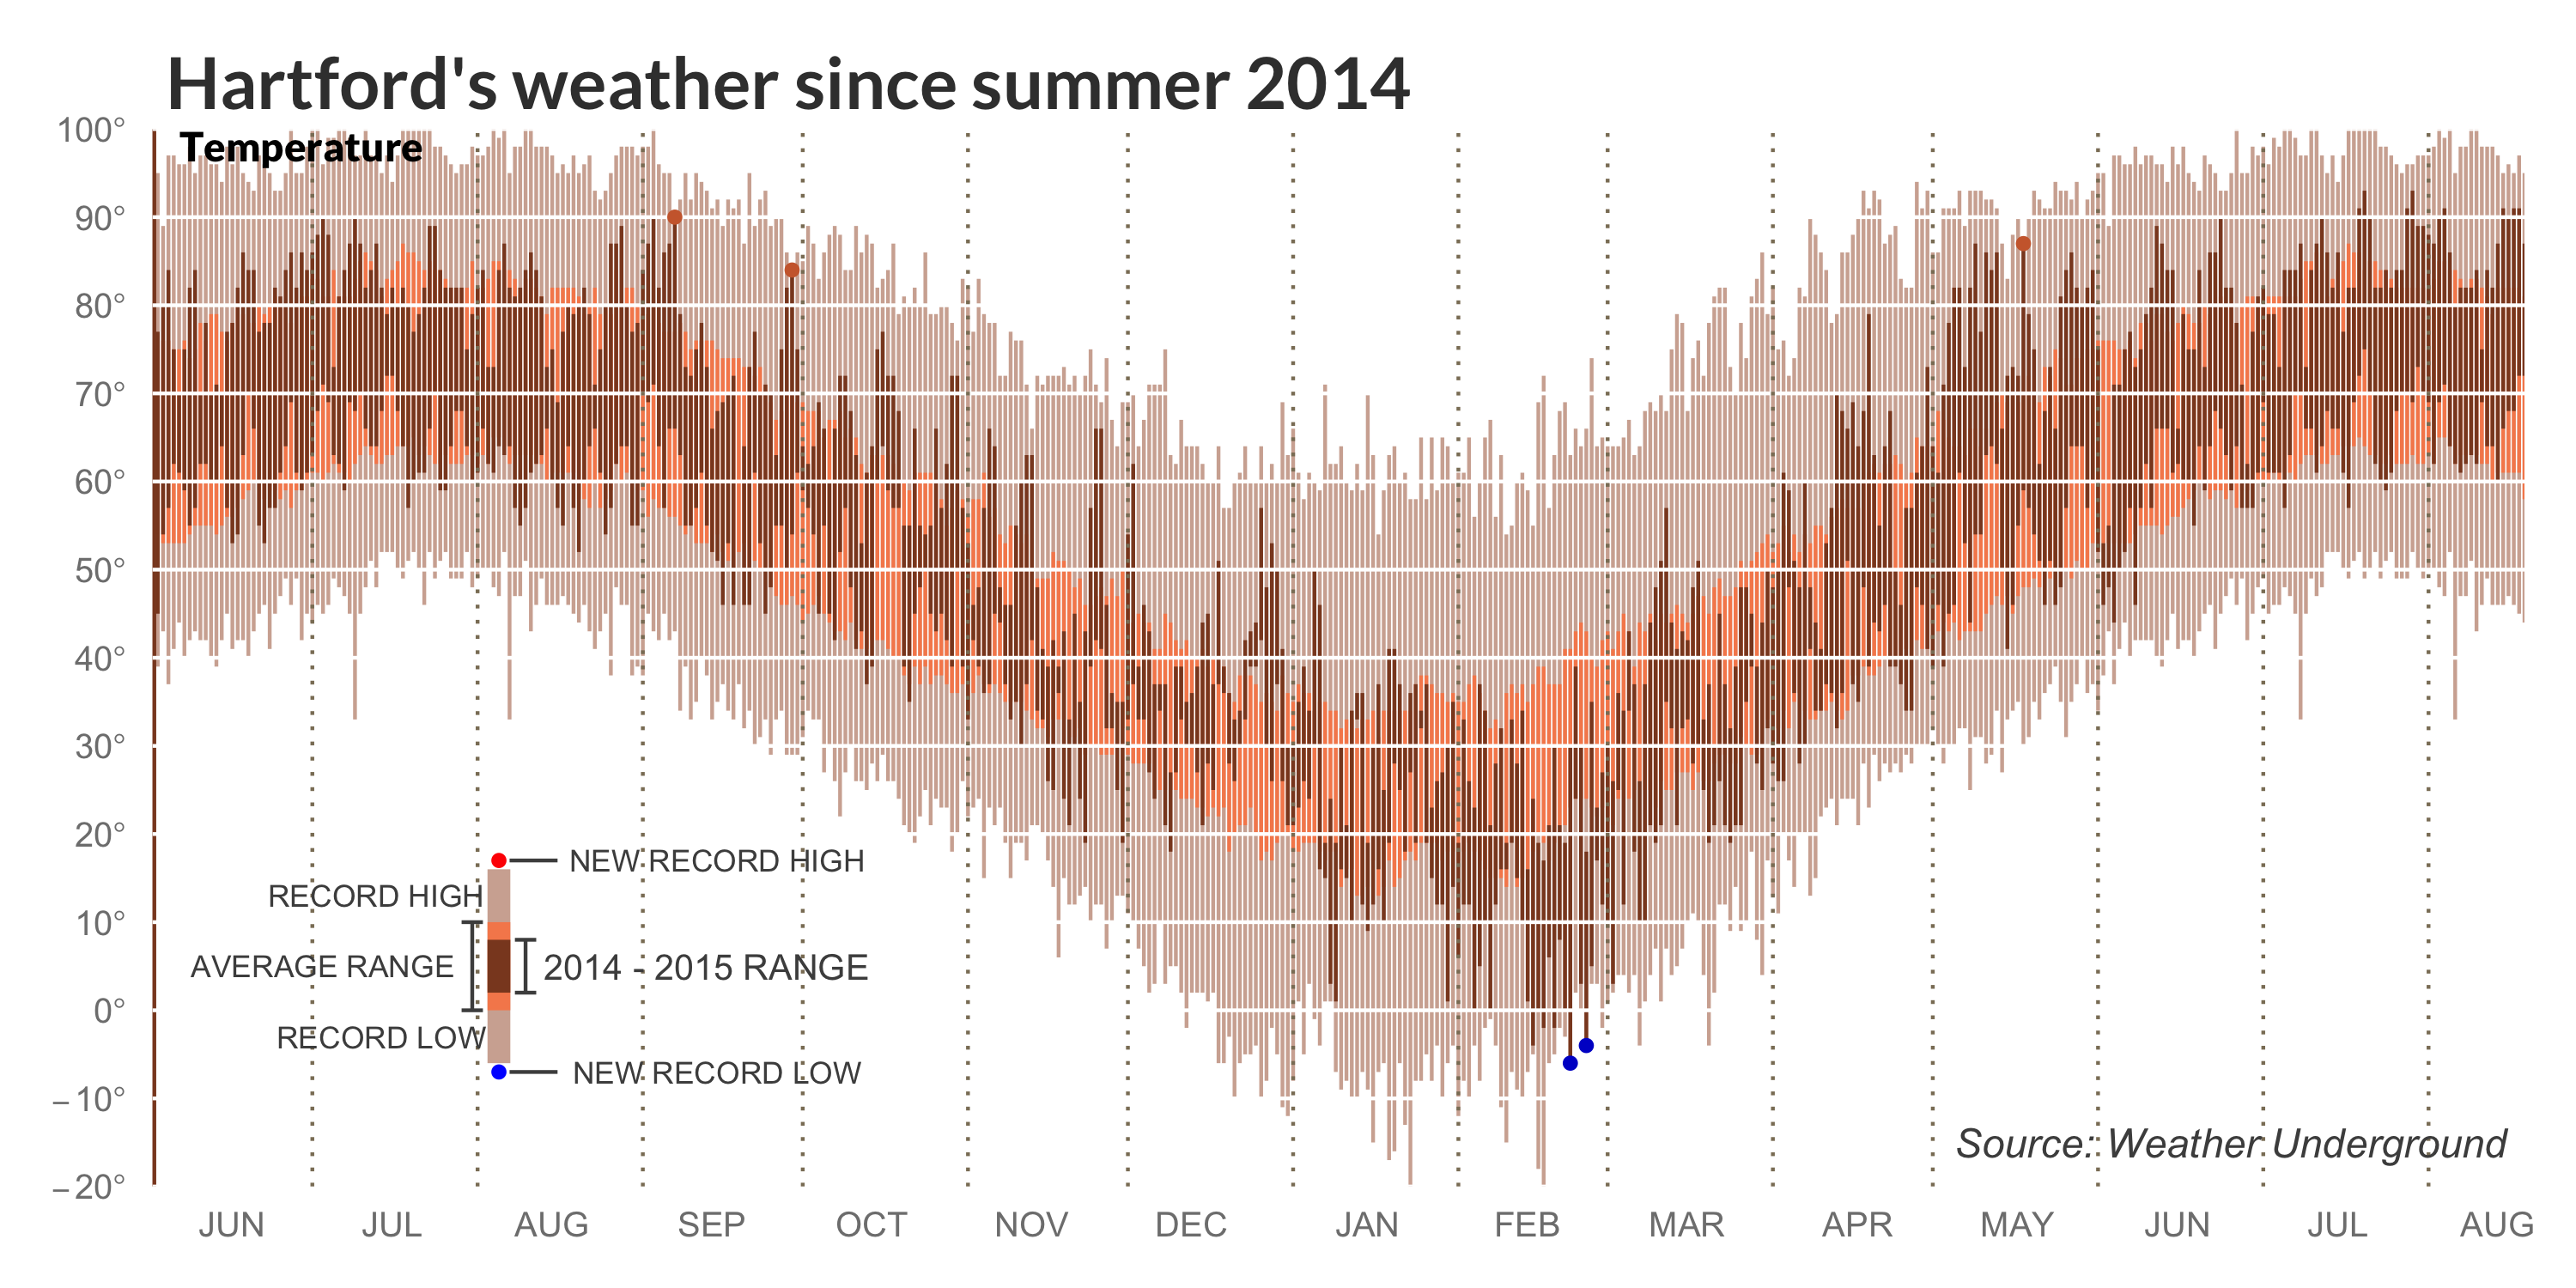 Hartford's weather since summer 2014
Temperature
100°
90°
80°
70°
60°
50°
40°
30°
20°
10°
0°
−10°
−20°
NEW RECORD HIGH
RECORD HIGH
AVERAGE RANGE
2014 - 2015 RANGE
RECORD LOW
NEW RECORD LOW
Source: Weather Underground
JUN JUL AUG SEP OCT NOV DEC JAN FEB MAR APR MAY JUN JUL AUG